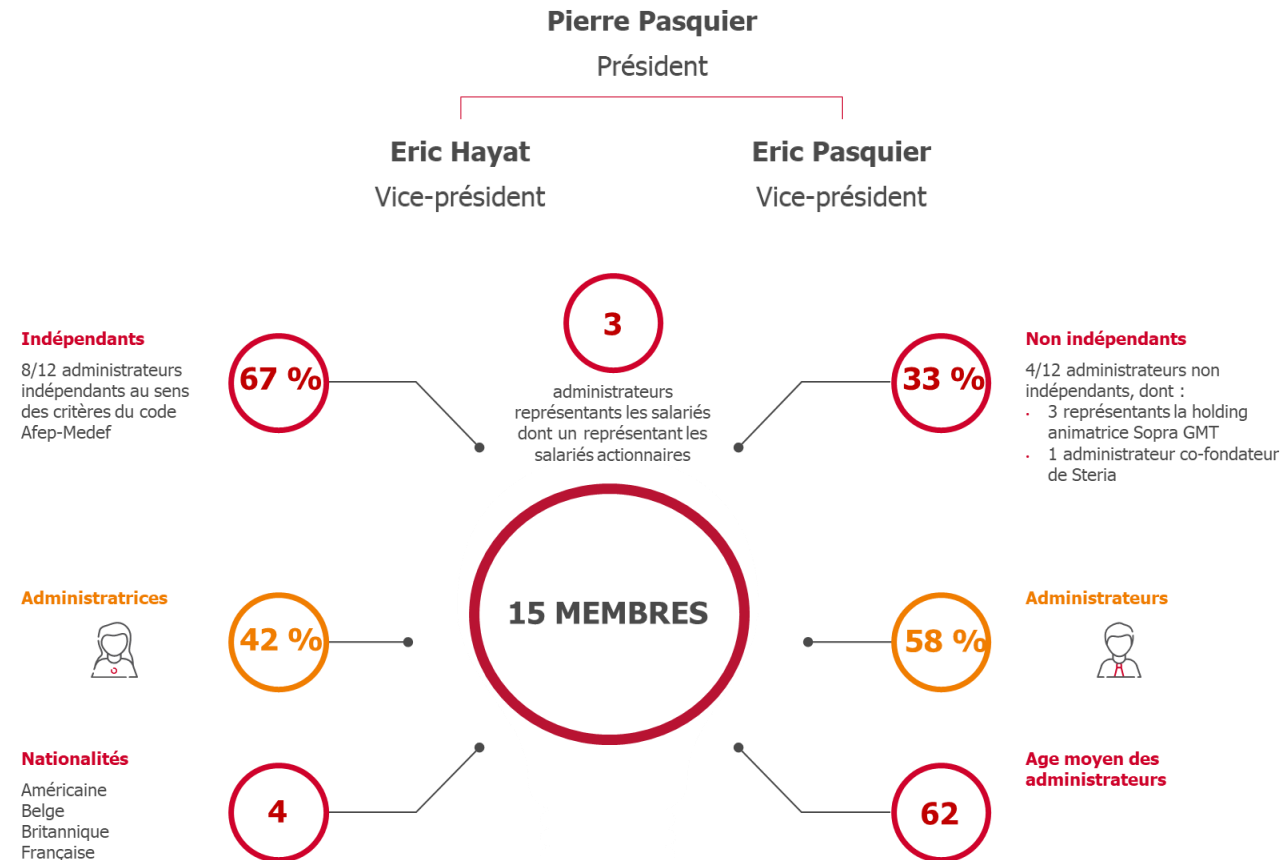 Pierre Pasquier
Président
Eric Hayat
Vice-président
Eric Pasquier
Vice-président
3
administrateurs
représentants les salariés
dont un représentant les
salariés actionnaires
Indépendants
8/12 administrateurs
indépendants au sens
des critères du code
Afep-Medef
67 %
33 %
Non indépendants
4/12 administrateurs non
indépendants, dont :
• 3 représentants la holding
animatrice Sopra GMT
• 1 administrateur co-fondateur
de Steria
15 MEMBRES
Administratrices
42 %
58 %
Administrateurs
Nationalités
Américaine
Belge
Britannique
Française
4
62
Age moyen des
administrateurs